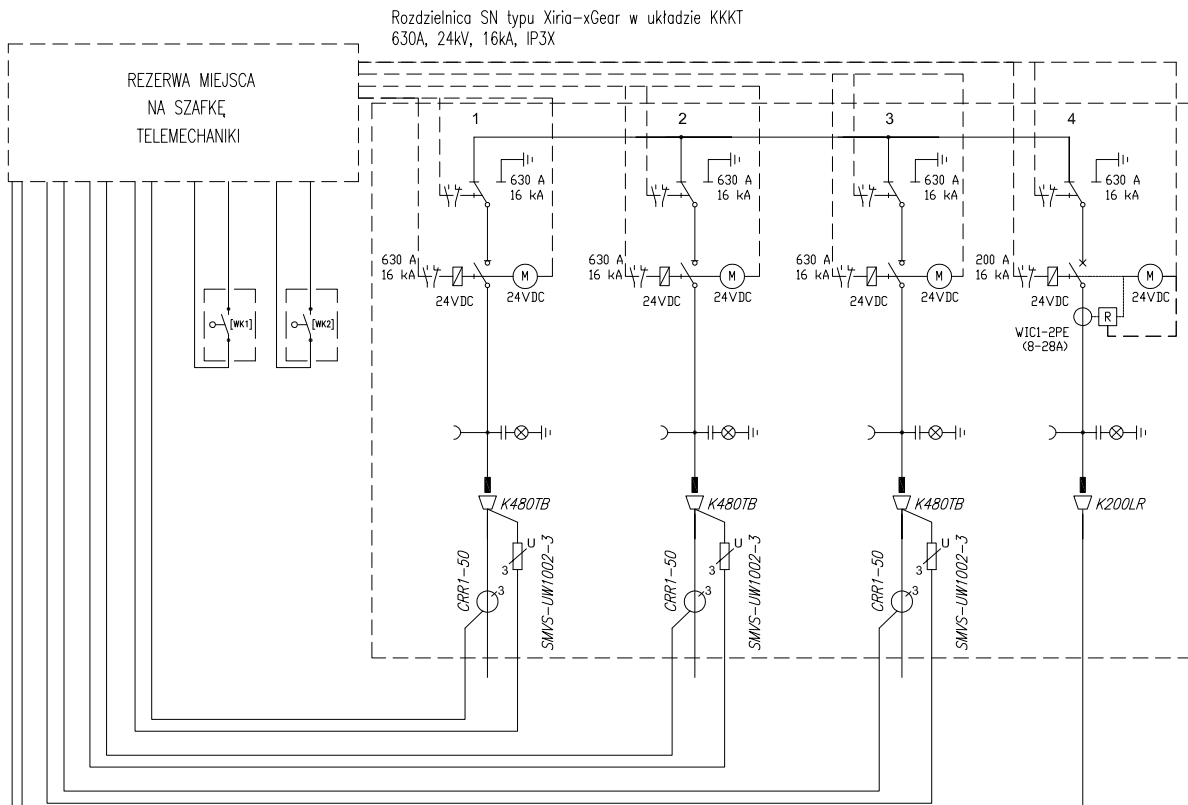 Rozdzielnica SN typu Xiria-xGear w układzie KKKT
630A, 24kV, 16kA, IP3X
REZERWA MIEJSCA
NA SZAFKĘ
TELEMECHANIKI
1
2
3
4
630 A
16 kA
630 A
16 kA
630 A
16 kA
630 A
16 kA
630 A
16 kA
24VDC
M
24VDC
630 A
16 kA
24VDC
M
24VDC
630 A
16 kA
24VDC
M
24VDC
200 A
16 kA
24VDC
M
24VDC
[WK1]
[WK2]
R
WIC1-2PE
(8-28A)
K480TB
K480TB
K480TB
K200LR
CRR1-50
3
U
3
SMVS-UW1002-3
CRR1-50
3
U
3
SMVS-UW1002-3
CRR1-50
3
U
3
SMVS-UW1002-3